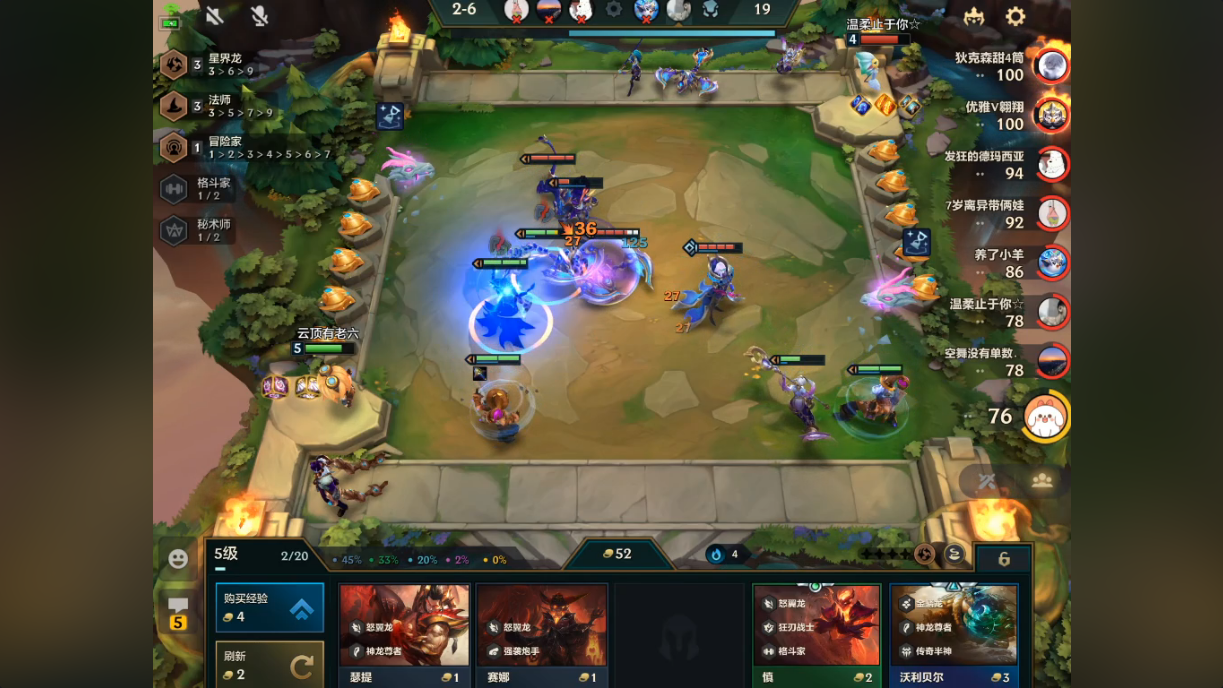 2-6
19
温柔止于你☆
4
3 星界龙
3 > 6 > 9
3 法师
3 > 5 > 7 > 9
1 冒险家
1 > 2 > 3 > 4 > 5 > 6 > 7
格斗家
1 / 2
秘术师
1 / 2
狄克森甜4筒
100
优雅V翱翔
100
发狂的德玛西亚
94
7岁离异带俩娃
92
养了小羊
86
温柔止于你☆
78
空舞没有单数.
78
76
36
27
125
27
27
云顶有老六
5
5级
2/20
45% 33% 20% 2% 0%
52
4
购买经验
4
刷新
2
5
怒翼龙
神龙尊者
瑟提
1
怒翼龙
强袭炮手
赛娜
1
怒翼龙
狂刃战士
格斗家
慎
2
金鳞龙
神龙尊者
传奇半神
沃利贝尔
3